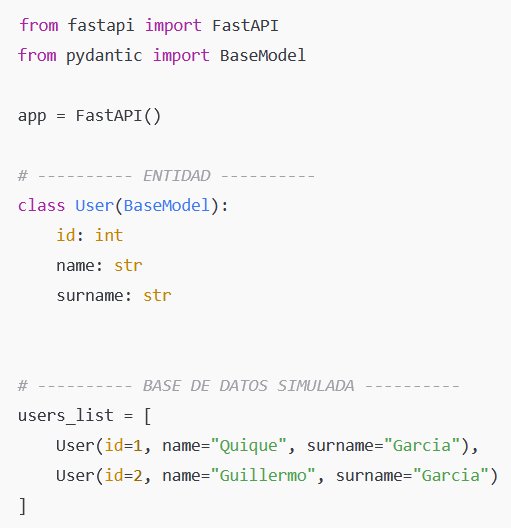 from fastapi import FastAPI
from pydantic import BaseModel
app = FastAPI()
# ---------- ENTIDAD ----------
class User(BaseModel):
    id: int
    name: str
    surname: str
# ---------- BASE DE DATOS SIMULADA ----------
users_list = [
    User(id=1, name="Quique", surname="Garcia"),
    User(id=2, name="Guillermo", surname="Garcia")
]